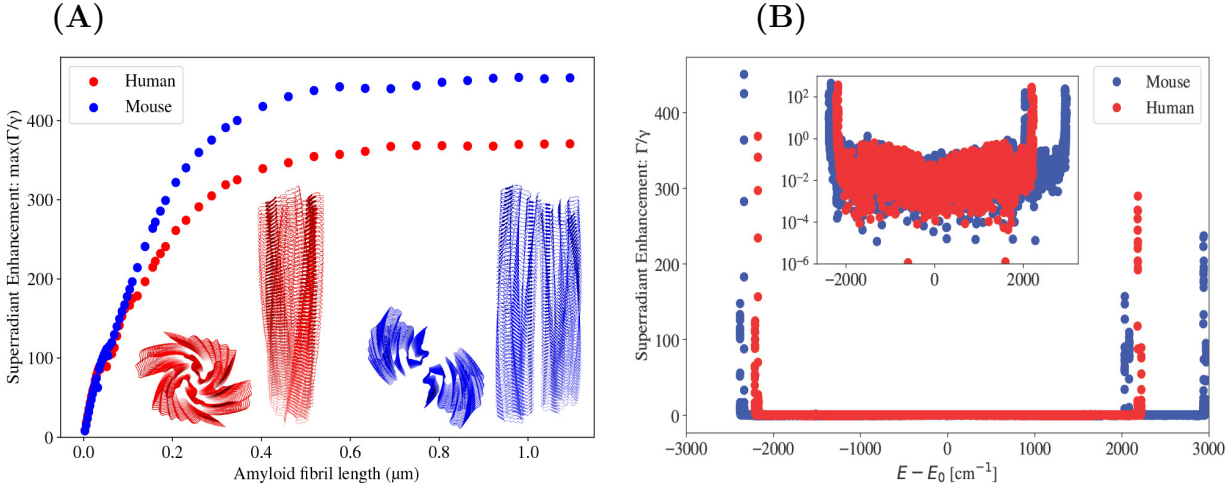 (A)
Human
Mouse
Superradiant Enhancement: max(Γ/γ)
400
300
200
100
0
0.0 0.2 0.4 0.6 0.8 1.0
Amyloid fibril length (μm)
(B)
Mouse
Human
Superradiant Enhancement: Γ/γ
400
300
200
100
0
10² 
10⁰
10⁻²
10⁻⁴
10⁻⁶
−2000 0 2000
−3000 −2000 −1000 0 1000 2000 3000
E − E₀ [cm⁻¹]